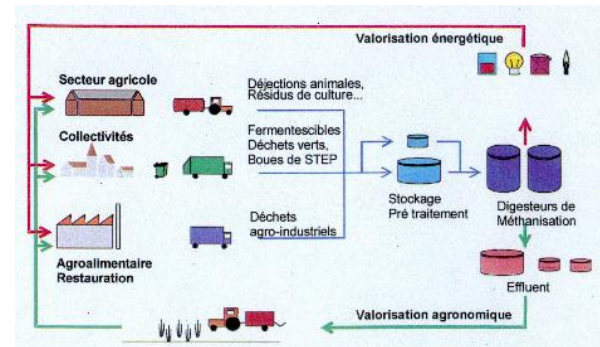 Valorisation énergétique
Secteur agricole
Déjections animales,
Résidus de culture...
Collectivités
Fermentescibles
Déchets verts,
Boues de STEP
Stockage
Pré traitement
Digesteurs de
Méthanisation
Déchets
agro-industriels
Agroalimentaire
Restauration
Effluent
Valorisation agronomique